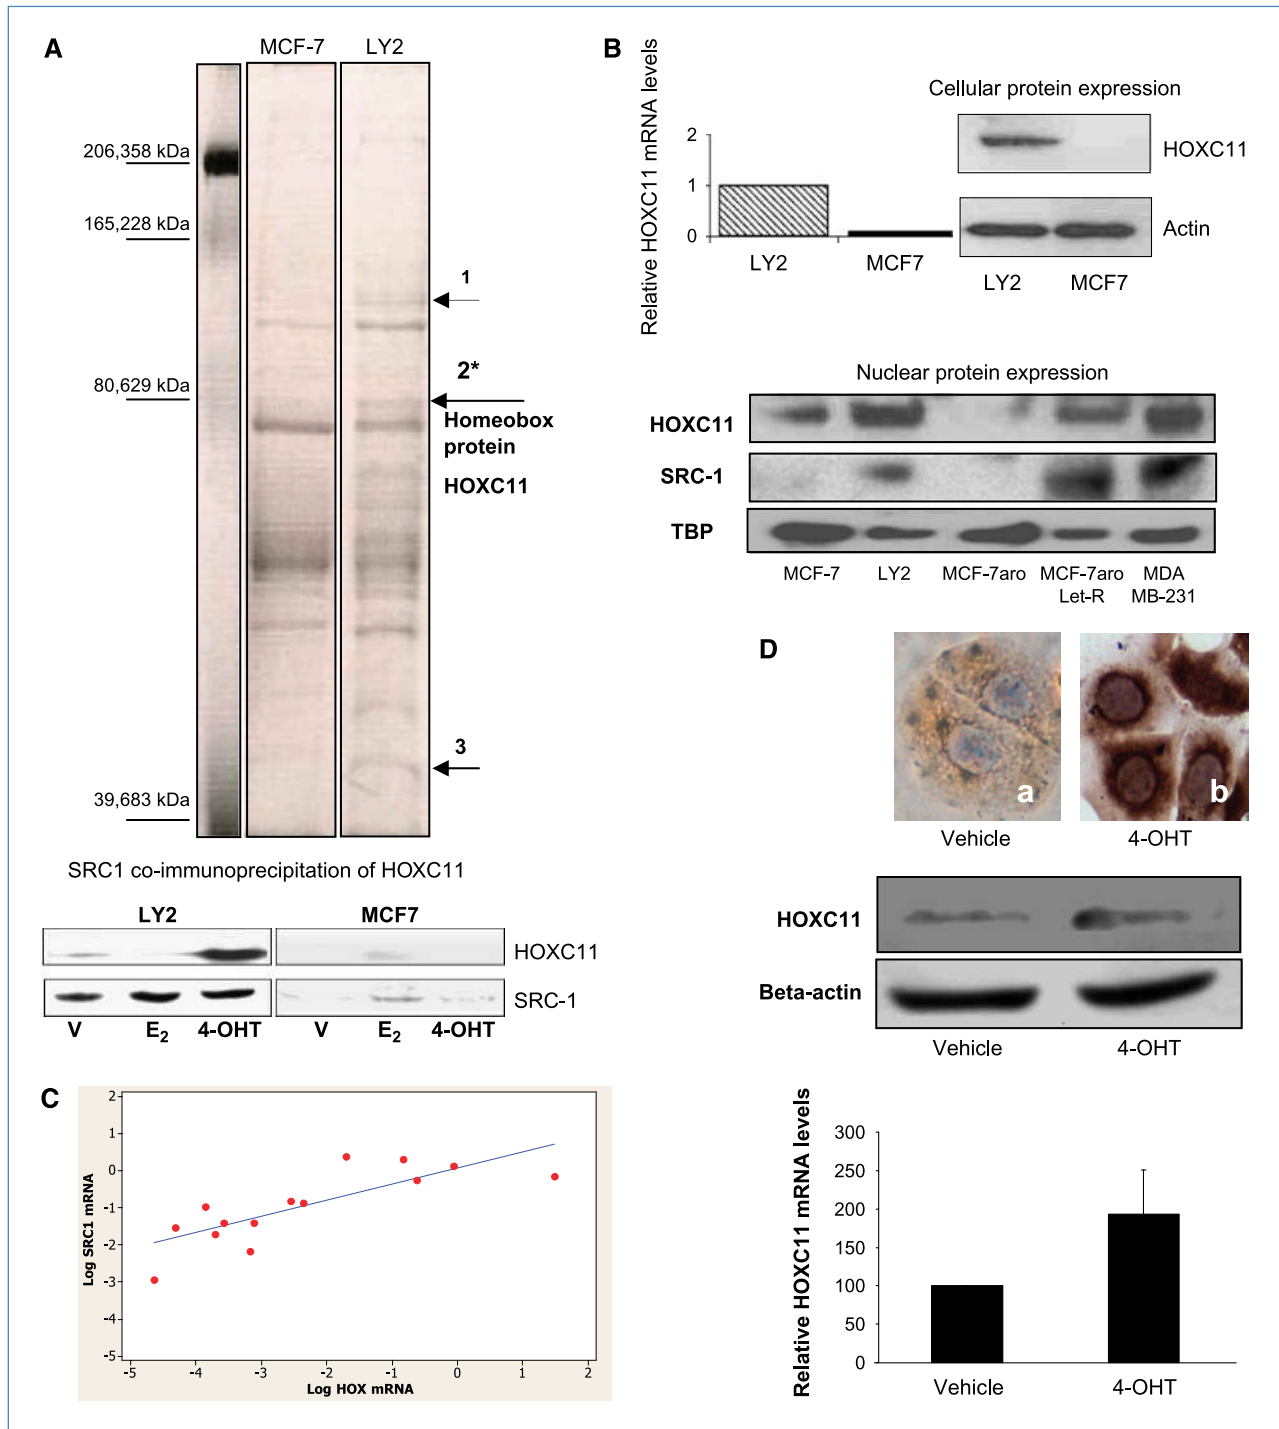 A
MCF-7 LY2
206,358 kDa
165,228 kDa
1
80,629 kDa
2*
Homeobox
protein
HOXC11
3
39,683 kDa
SRC1 co-immunoprecipitation of HOXC11
LY2 MCF7
HOXC11
SRC-1
V E2 4-OHT V E2 4-OHT
B
Relative HOXC11 mRNA levels
2
1
0
LY2 MCF7
Cellular protein expression
HOXC11
Actin
LY2 MCF7
Nuclear protein expression
HOXC11
SRC-1
TBP
MCF-7 LY2 MCF-7aro MCF-7aro MDA
Let-R MB-231
C
Log SRC1 mRNA
2
1
0
-1
-2
-3
-4
-5
-5 -4 -3 -2 -1 0 1 2
Log HOX mRNA
D
a b
Vehicle 4-OHT
HOXC11
Beta-actin
Vehicle 4-OHT
Relative HOXC11 mRNA levels
300
250
200
150
100
50
0
Vehicle 4-OHT